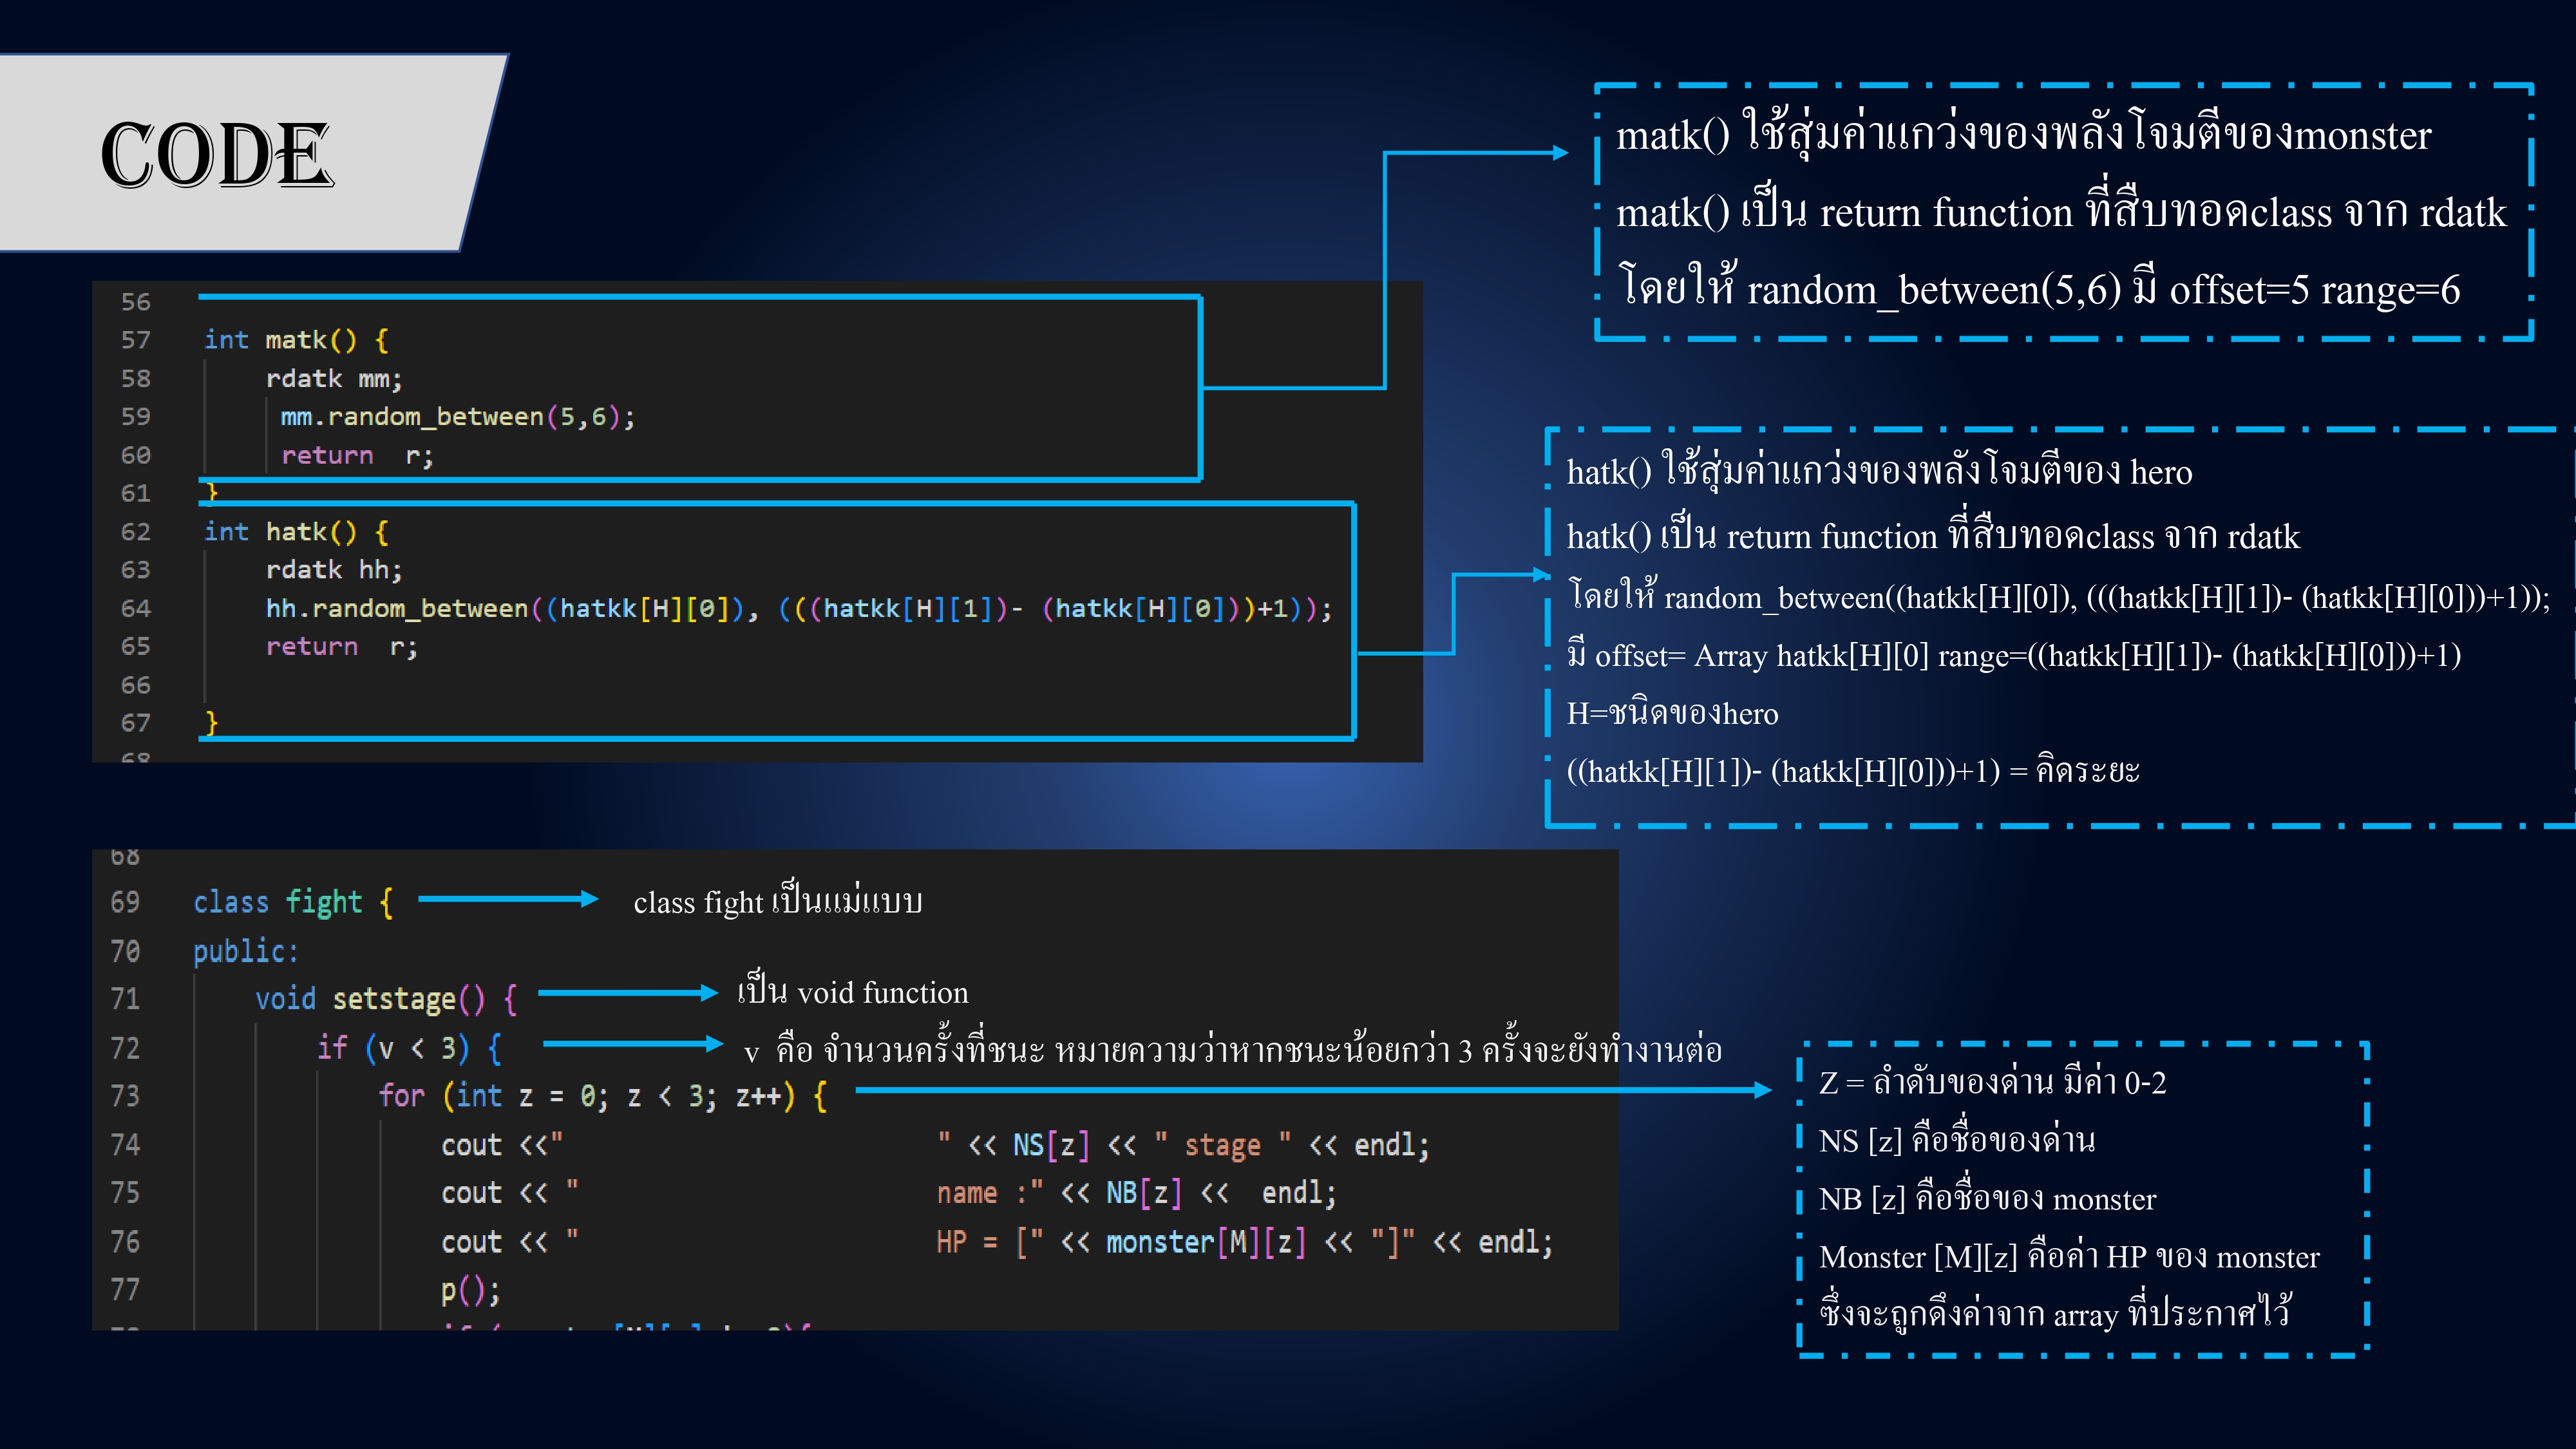 CODE
matk() ใช้สุ่มค่าแกว่งของพลังโจมตีของmonster
matk() เป็น return function ที่สืบทอดclass จาก rdatk
โดยให้ random_between(5,6) มี offset=5 range=6
56
57 int matk() {
58 rdatk mm;
59 mm.random_between(5,6);
60 return r;
61 }
62 int hatk() {
63 rdatk hh;
64 hh.random_between((hatkk[H][0]), (((hatkk[H][1])- (hatkk[H][0]))+1));
65 return r;
66
67 }
68
hatk() ใช้สุ่มค่าแกว่งของพลังโจมตีของ hero
hatk() เป็น return function ที่สืบทอดclass จาก rdatk
โดยให้ random_between((hatkk[H][0]), (((hatkk[H][1])- (hatkk[H][0]))+1));
มี offset= Array hatkk[H][0] range=((hatkk[H][1])- (hatkk[H][0]))+1)
H=ชนิดของhero
((hatkk[H][1])- (hatkk[H][0]))+1) = คิดระยะ
68
69 class fight { class fight เป็นแม่แบบ
70 public:
71 void setstage() { เป็น void function
72 if (v < 3) { v คือ จำนวนครั้งที่ชนะ หมายความว่าหากชนะน้อยกว่า 3 ครั้งจะยังทำงานต่อ
73 for (int z = 0; z < 3; z++) {
74 cout <<" " << NS[z] << " stage " << endl;
75 cout << " name :" << NB[z] << endl;
76 cout << " HP = [" << monster[M][z] << "]" << endl;
77 p();
Z = ลำดับของด่าน มีค่า 0-2
NS [z] คือชื่อของด่าน
NB [z] คือชื่อของ monster
Monster [M][z] คือค่า HP ของ monster
ซึ่งจะถูกดึงค่าจาก array ที่ประกาศไว้